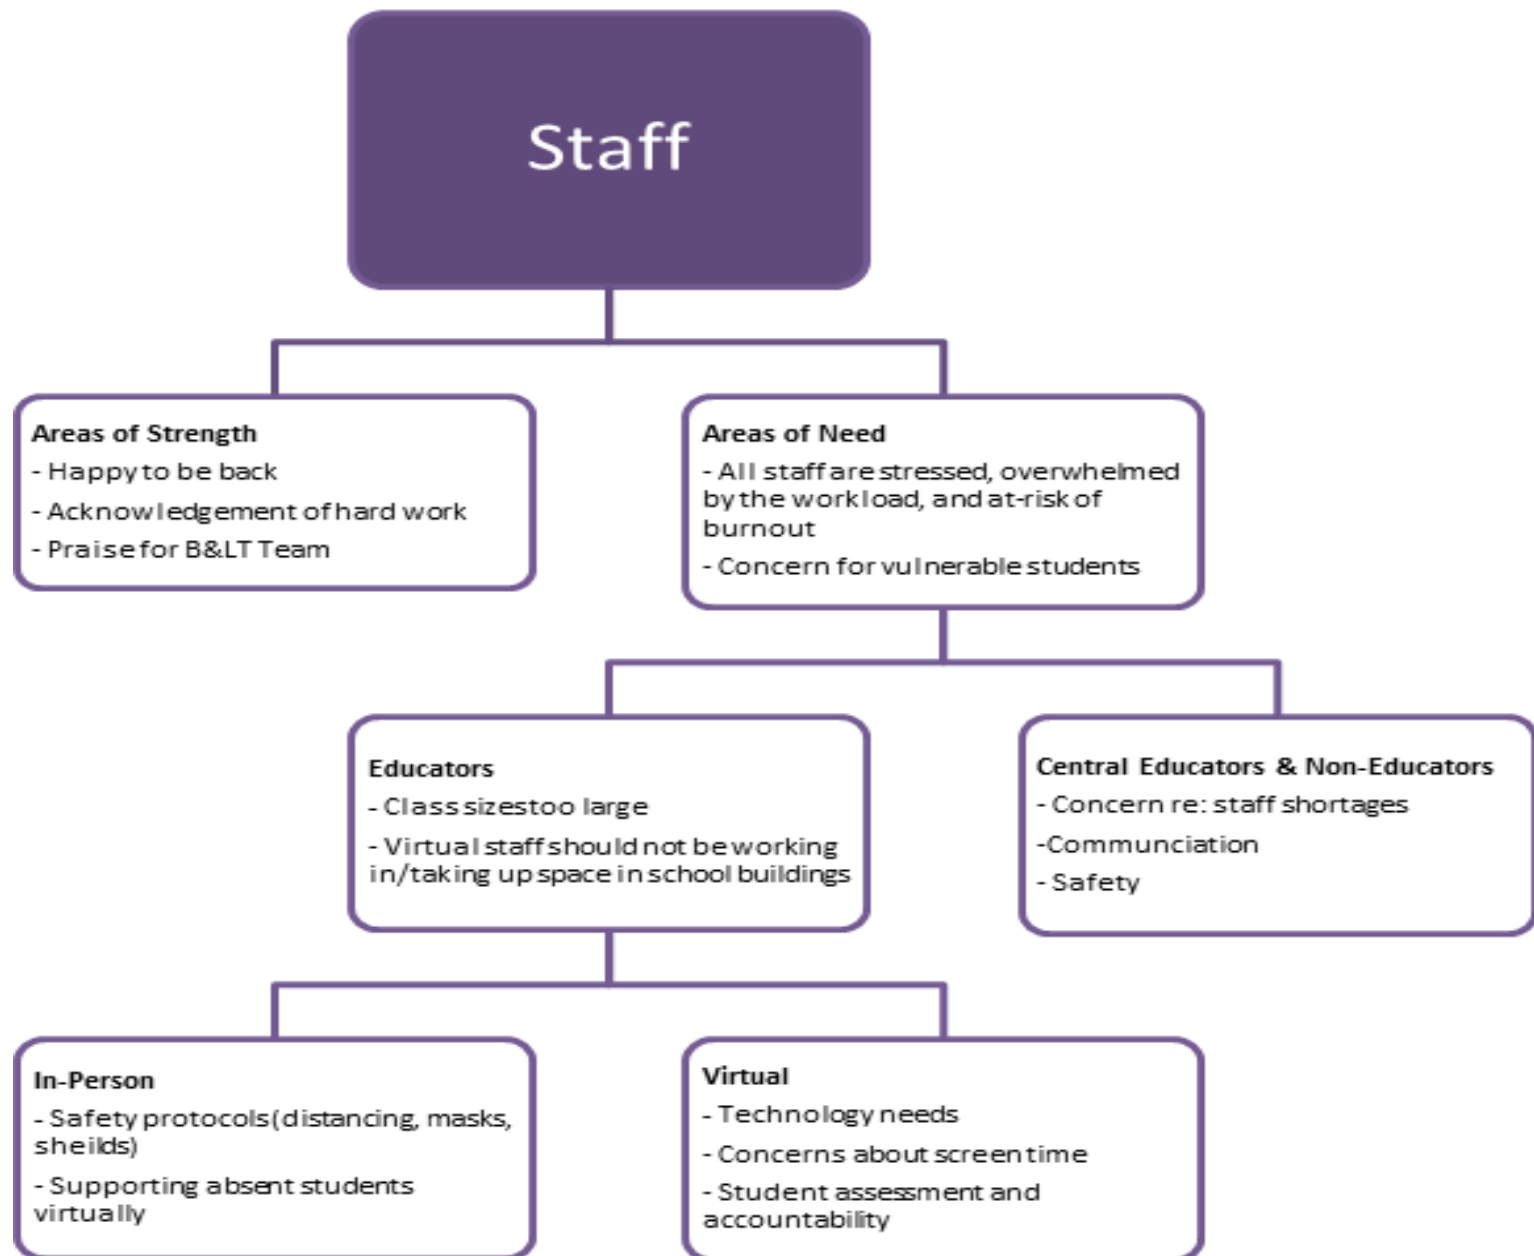 Staff
Areas of Strength
- Happy to be back
- Acknowledgement of hard work
- Praise for B&LT Team
Areas of Need
- All staff are stressed, overwhelmed
by the workload, and at-risk of
burnout
- Concern for vulnerable students
Educators
- Class sizes too large
- Virtual staff should not be working
in/taking up space in school buildings
Central Educators & Non-Educators
- Concern re: staff shortages
-Communciation
- Safety
In-Person
- Safety protocols (distancing, masks,
sheilds)
- Supporting absent students
virtually
Virtual
- Technology needs
- Concerns about screen time
- Student assessment and
accountability